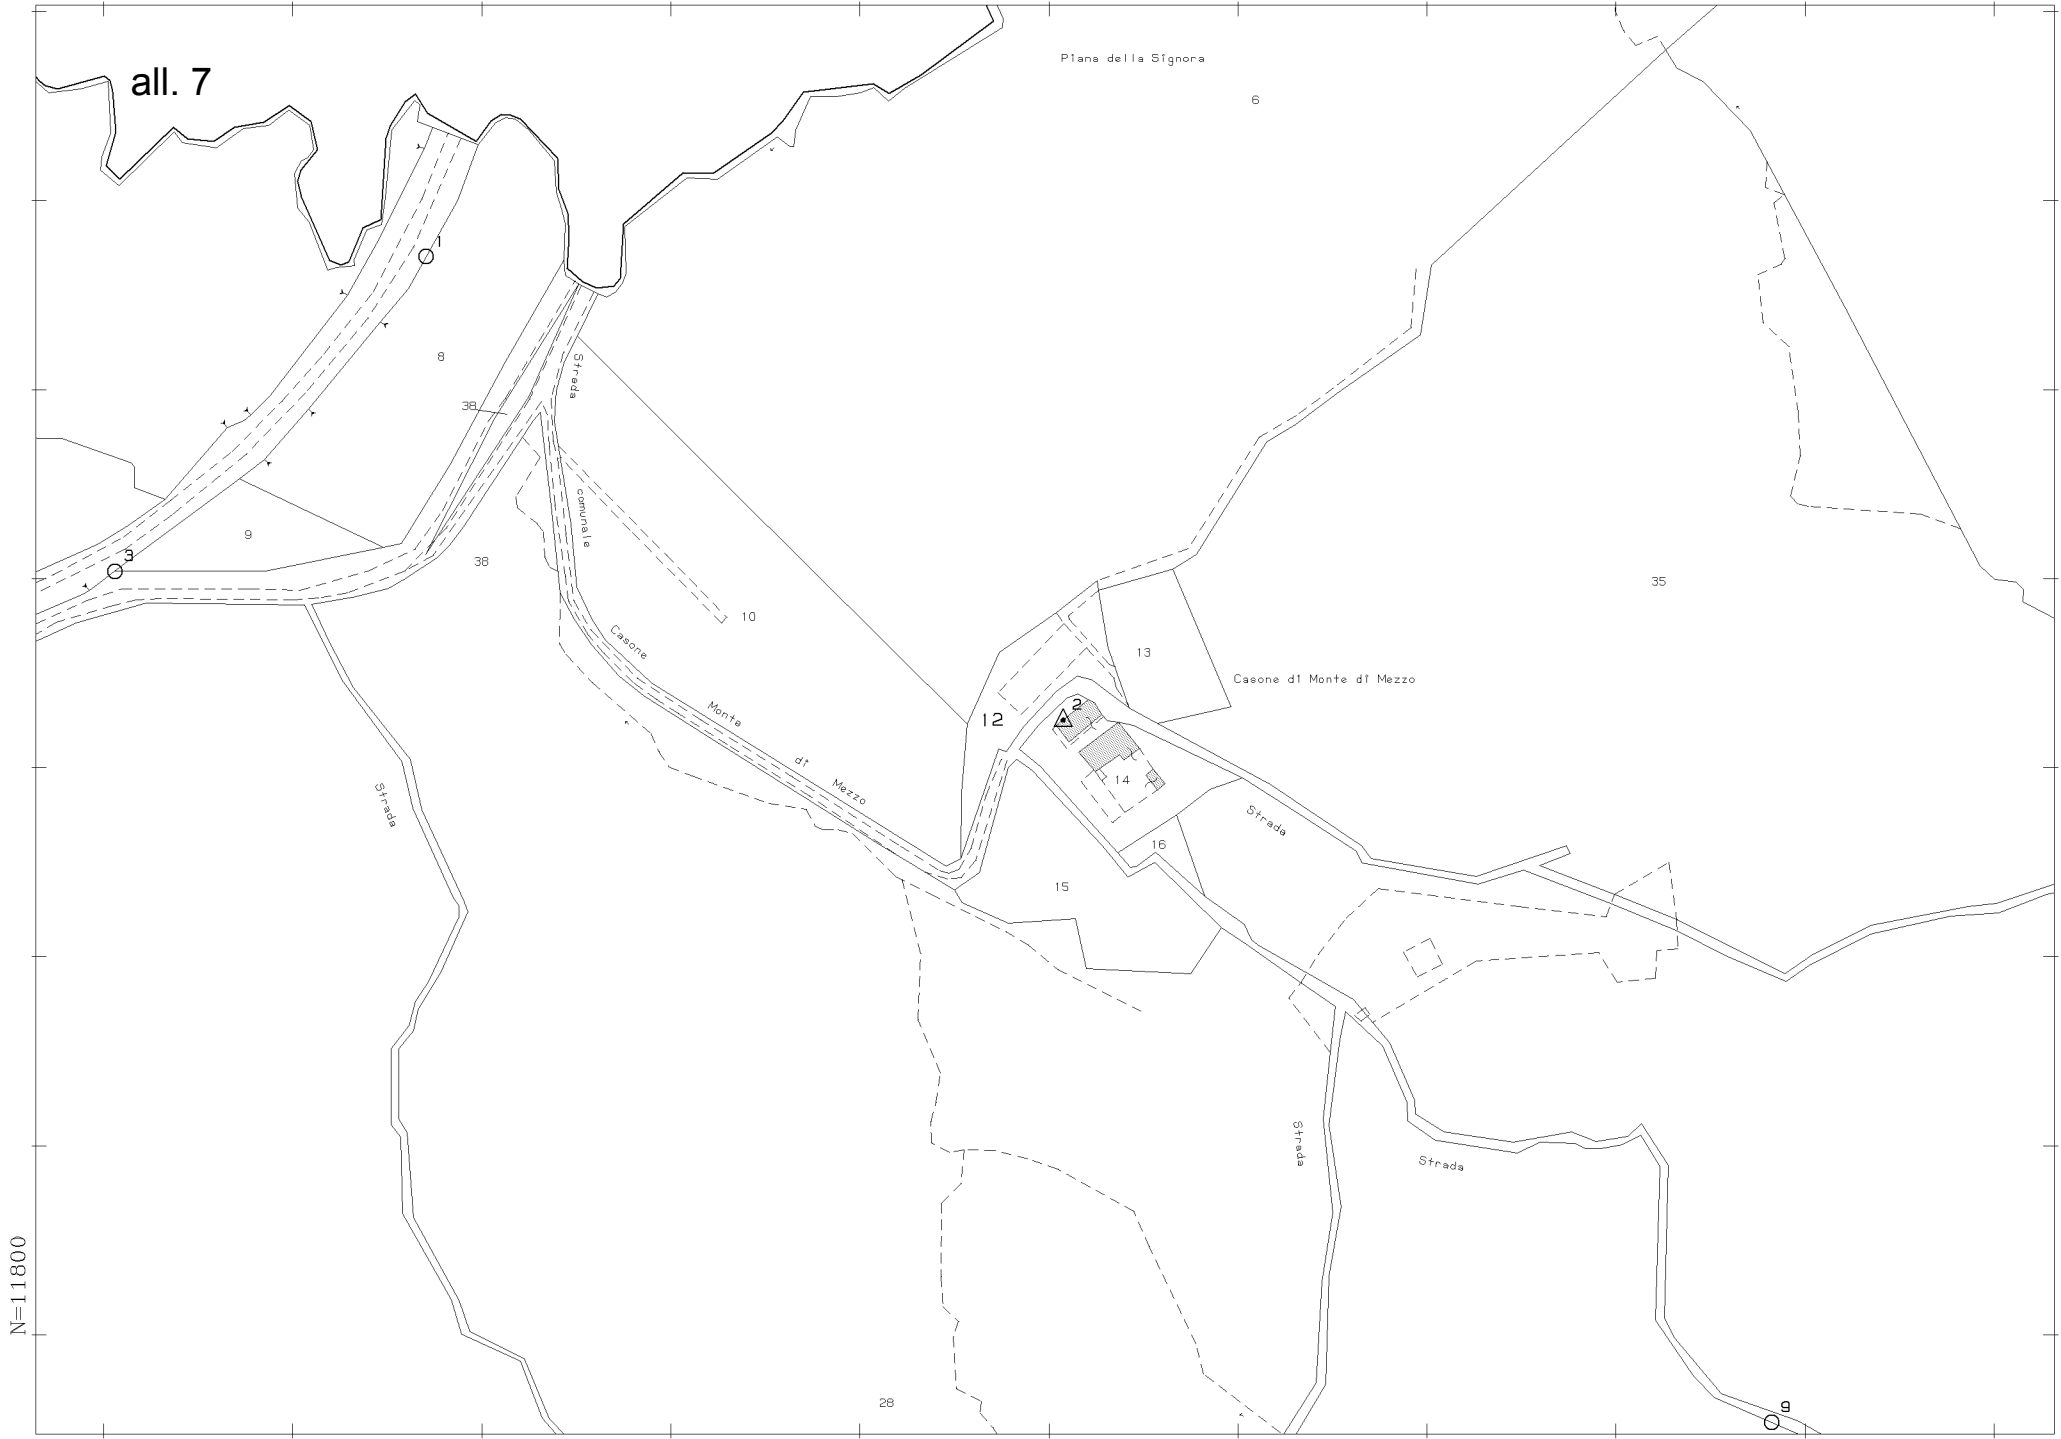 all. 7
Piana della Signora
6
1
8
Strada
38
comunale
9
3
38
35
10
Casone
13
Casone di Monte di Mezzo
Monte
12
2
di
Mezzo
14
Strada
Strada
16
15
Strada
Strada
N=11800
28
9